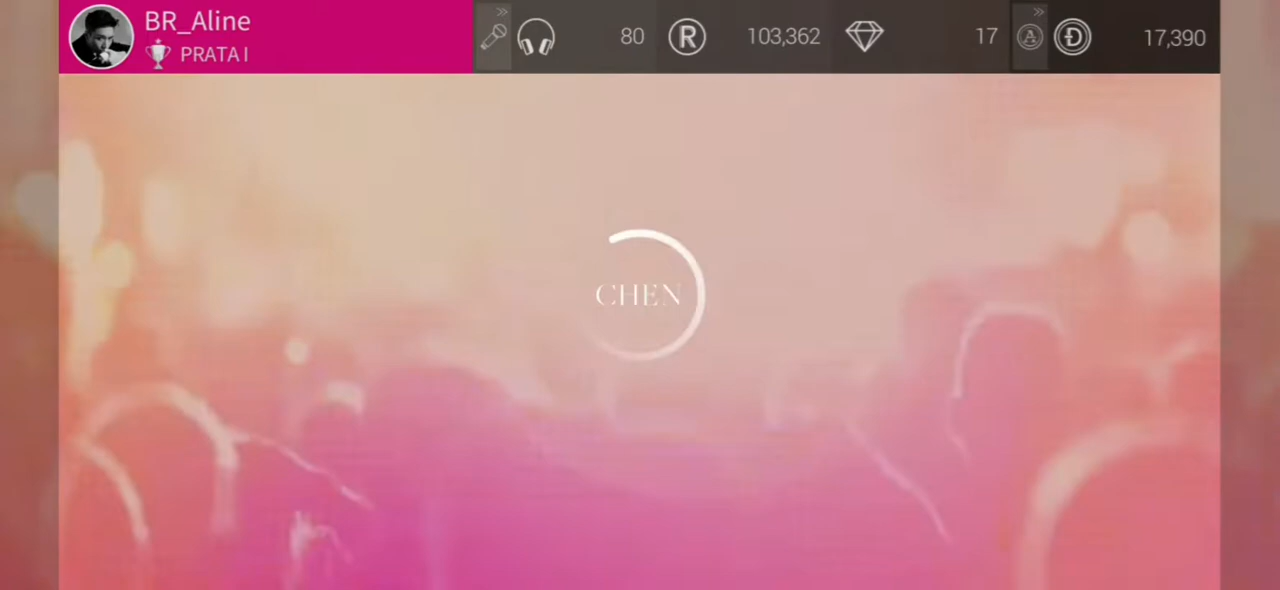 BR_Aline
PRATA I
80
R
103,362
17
A
Đ
17,390
CHEN